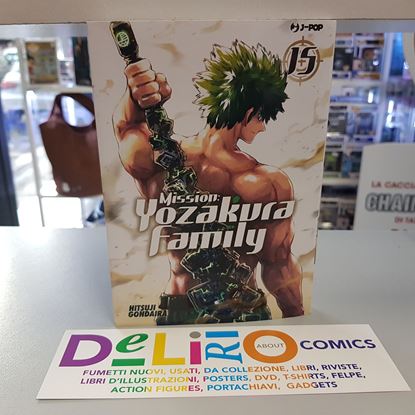 J-POP
15
Mission:
Yozakura
Family
HITSUJI
GONDAIRA
LA CACCIA
CHAIN
DELIRIO ABOUT COMICS
FUMETTI NUOVI, USATI, DA COLLEZIONE, LIBRI, RIVISTE,
LIBRI D'ILLUSTRAZIONI, POSTERS, DVD, T-SHIRTS, FELPE,
ACTION FIGURES, PORTACHIAVI, GADGETS